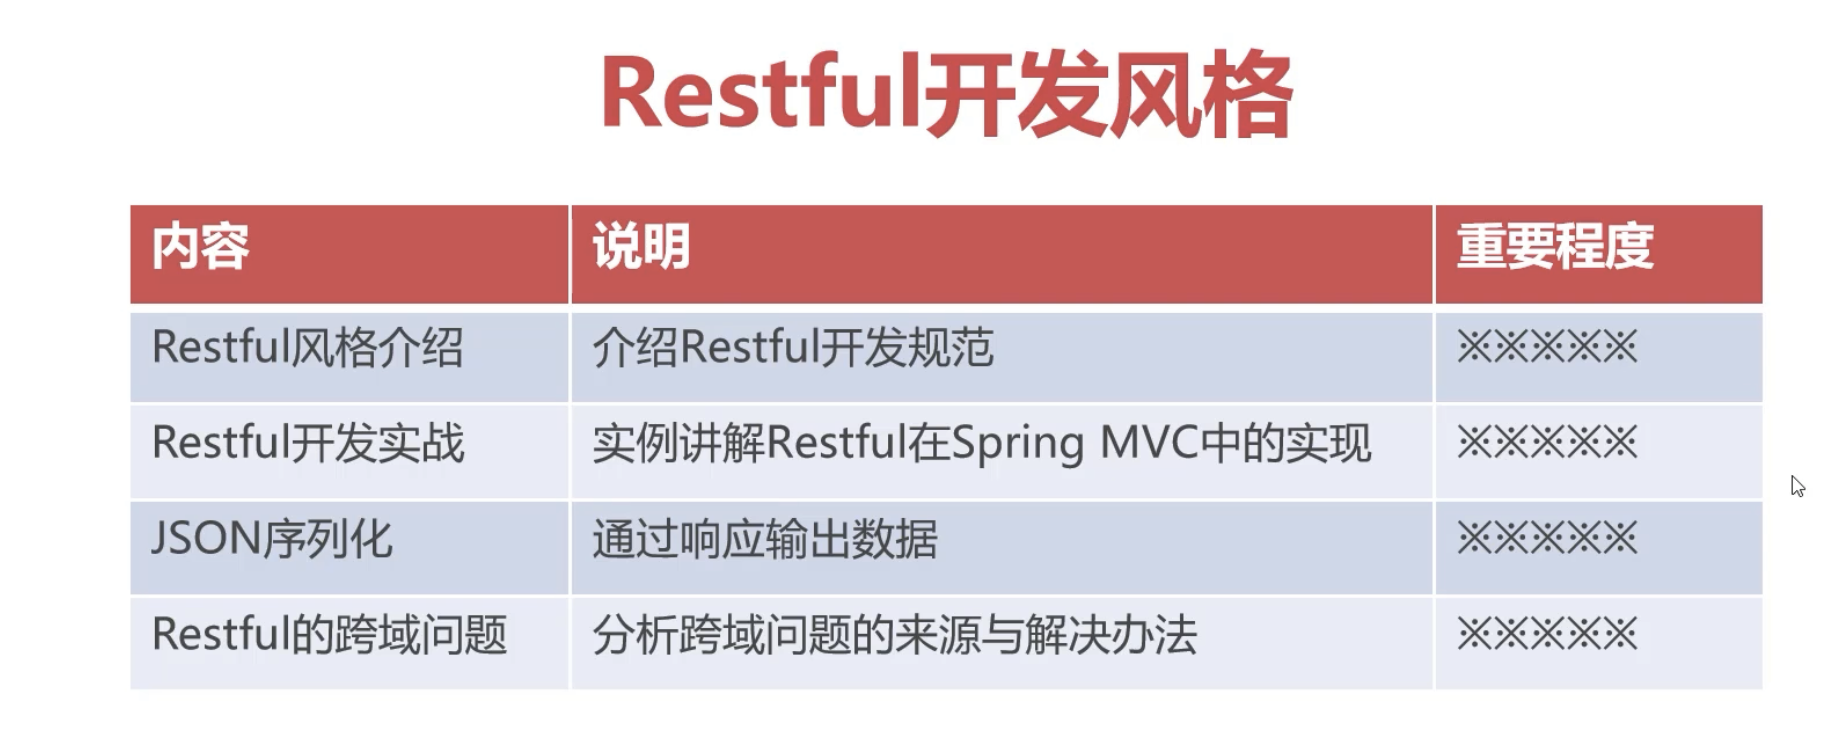 Restful开发风格
内容 说明 重要程度
Restful风格介绍 介绍Restful开发规范 ※※※※※
Restful开发实战 实例讲解Restful在Spring MVC中的实现 ※※※※※
JSON序列化 通过响应输出数据 ※※※※※
Restful的跨域问题 分析跨域问题的来源与解决办法 ※※※※※